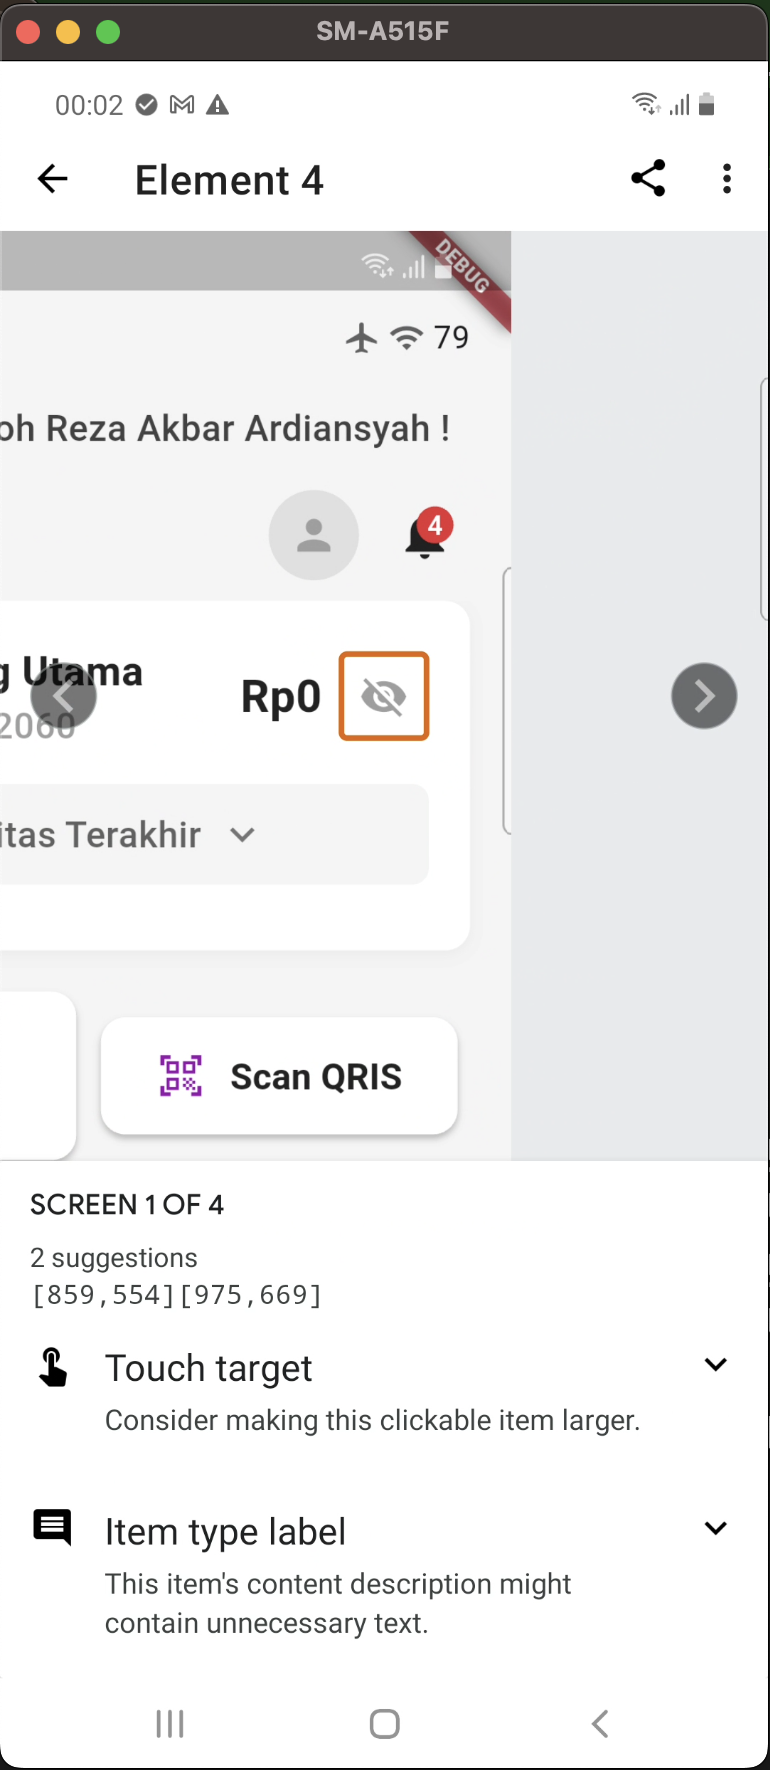 SM-A515F
00:02
Element 4
DEBUG
79
oh Reza Akbar Ardiansyah !
4
g Utama
2060
Rp0
itas Terakhir
Scan QRIS
SCREEN 1 OF 4
2 suggestions
[859,554][975,669]
Touch target
Consider making this clickable item larger.
Item type label
This item's content description might
contain unnecessary text.